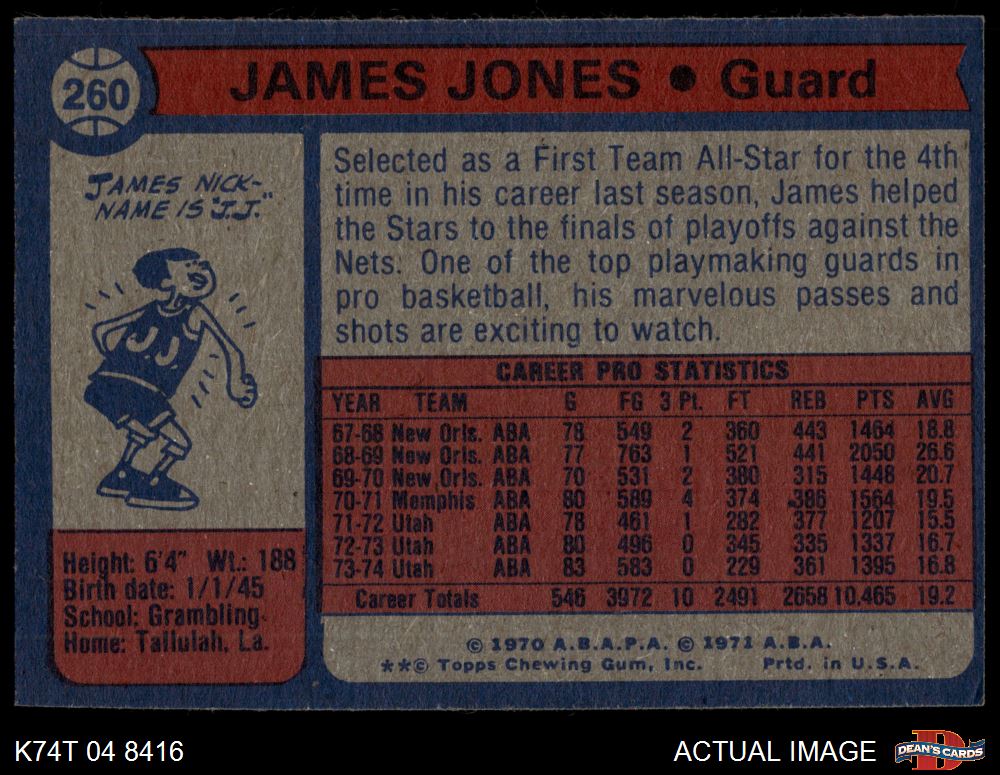 260
JAMES JONES • Guard
JAMES NICK-
NAME IS "J.J."
JJ
Height: 6'4" Wt.: 188
Birth date: 1/1/45
School: Grambling
Home: Tallulah, La.
Selected as a First Team All-Star for the 4th
time in his career last season, James helped
the Stars to the finals of playoffs against the
Nets. One of the top playmaking guards in
pro basketball, his marvelous passes and
shots are exciting to watch.
CAREER PRO STATISTICS
YEAR TEAM G FG 3 Pt. FT REB PTS AVG
67-68 New Orls. ABA 78 549 2 360 443 1464 18.8
68-69 New Orls. ABA 77 763 1 521 441 2050 26.6
69-70 New Orls. ABA 70 531 2 380 315 1448 20.7
70-71 Memphis ABA 80 589 4 374 386 1564 19.5
71-72 Utah ABA 78 461 1 282 377 1207 15.5
72-73 Utah ABA 80 496 0 345 335 1337 16.7
73-74 Utah ABA 83 583 0 229 361 1395 16.8
Career Totals 546 3972 10 2491 2658 10,465 19.2
© 1970 A.B.A.P.A. © 1971 A.B.A.
**© Topps Chewing Gum, Inc. Prtd. in U.S.A.
K74T 04 8416
ACTUAL IMAGE
D
DEAN'S CARDS